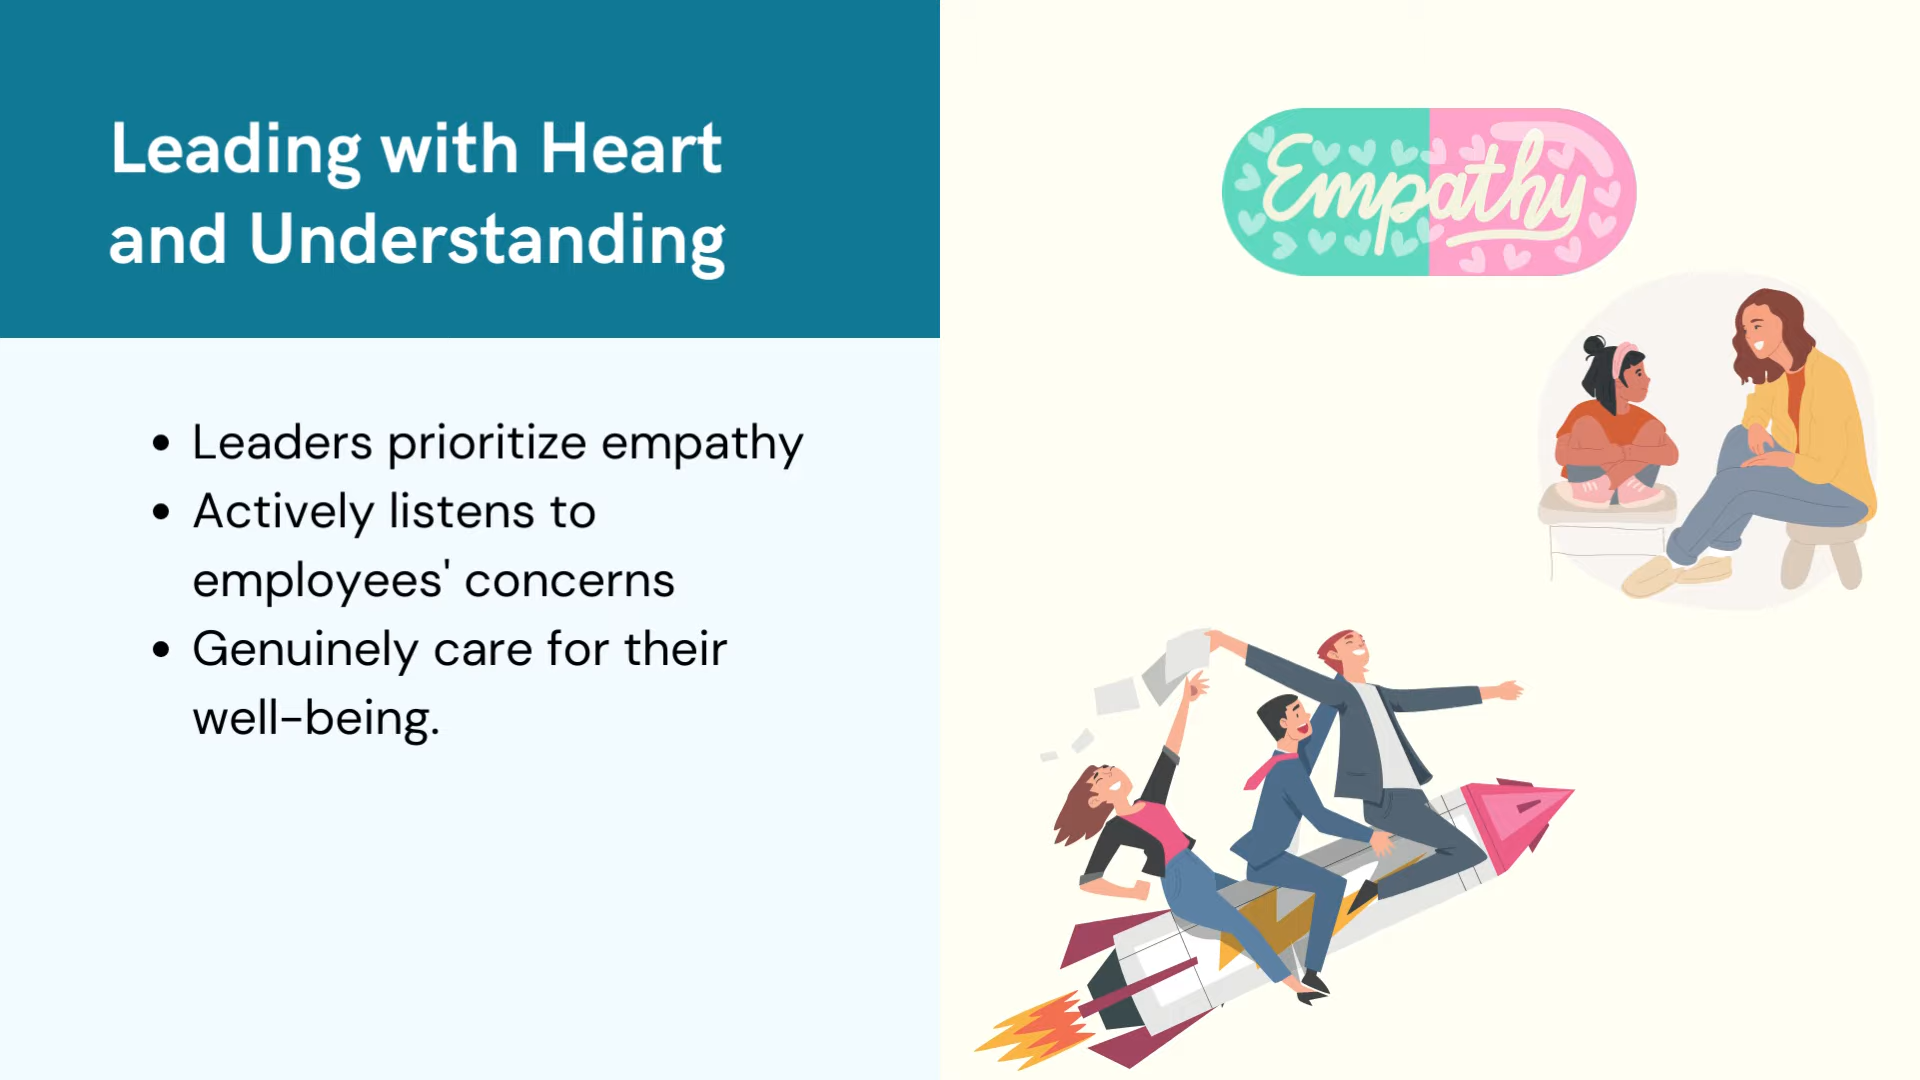 Leading with Heart
and Understanding
• Leaders prioritize empathy
• Actively listens to
employees' concerns
• Genuinely care for their
well-being.
Empathy